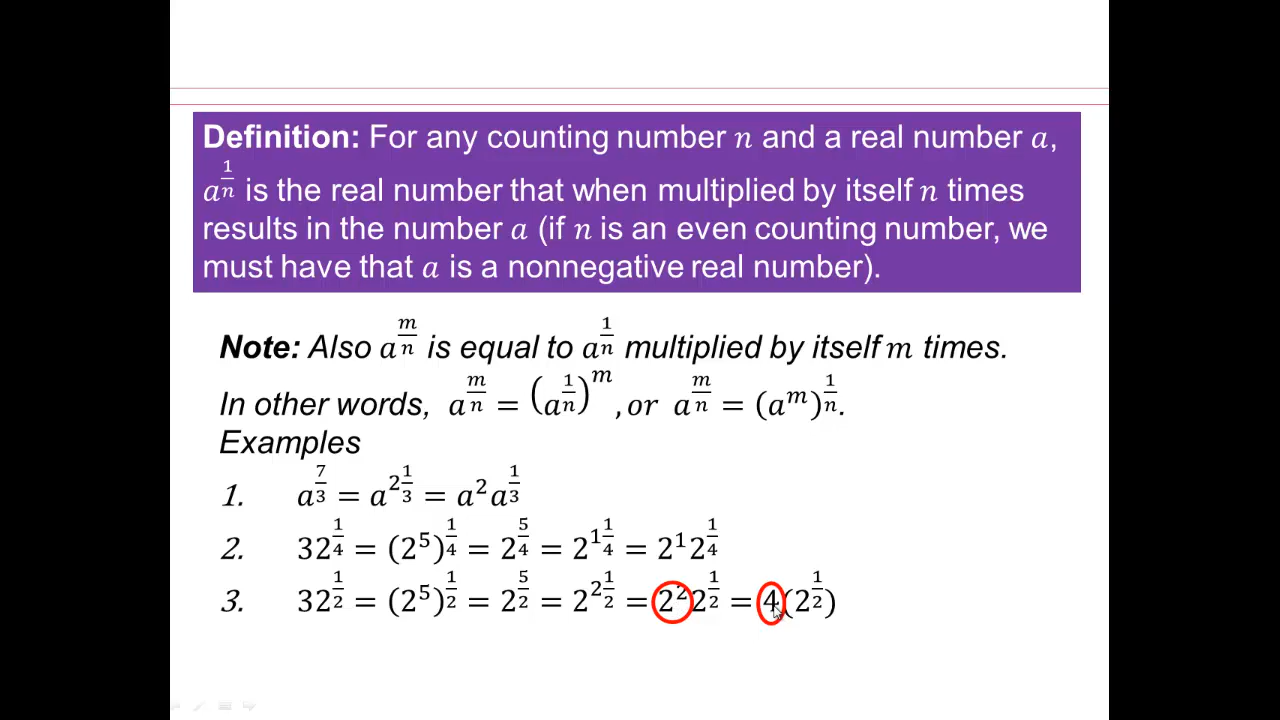 Definition: For any counting number n and a real number a,
a^(1/n) is the real number that when multiplied by itself n times
results in the number a (if n is an even counting number, we
must have that a is a nonnegative real number).
Note: Also a^(m/n) is equal to a^(1/n) multiplied by itself m times.
In other words, a^(m/n) = (a^(1/n))^m, or a^(m/n) = (a^m)^(1/n).
Examples
1. a^(7/3) = a^(2 1/3) = a^2 a^(1/3)
2. 32^(1/4) = (2^5)^(1/4) = 2^(5/4) = 2^(1 1/4) = 2^1 2^(1/4)
3. 32^(1/2) = (2^5)^(1/2) = 2^(5/2) = 2^(2 1/2) = 2^2 2^(1/2) = 4(2^(1/2))